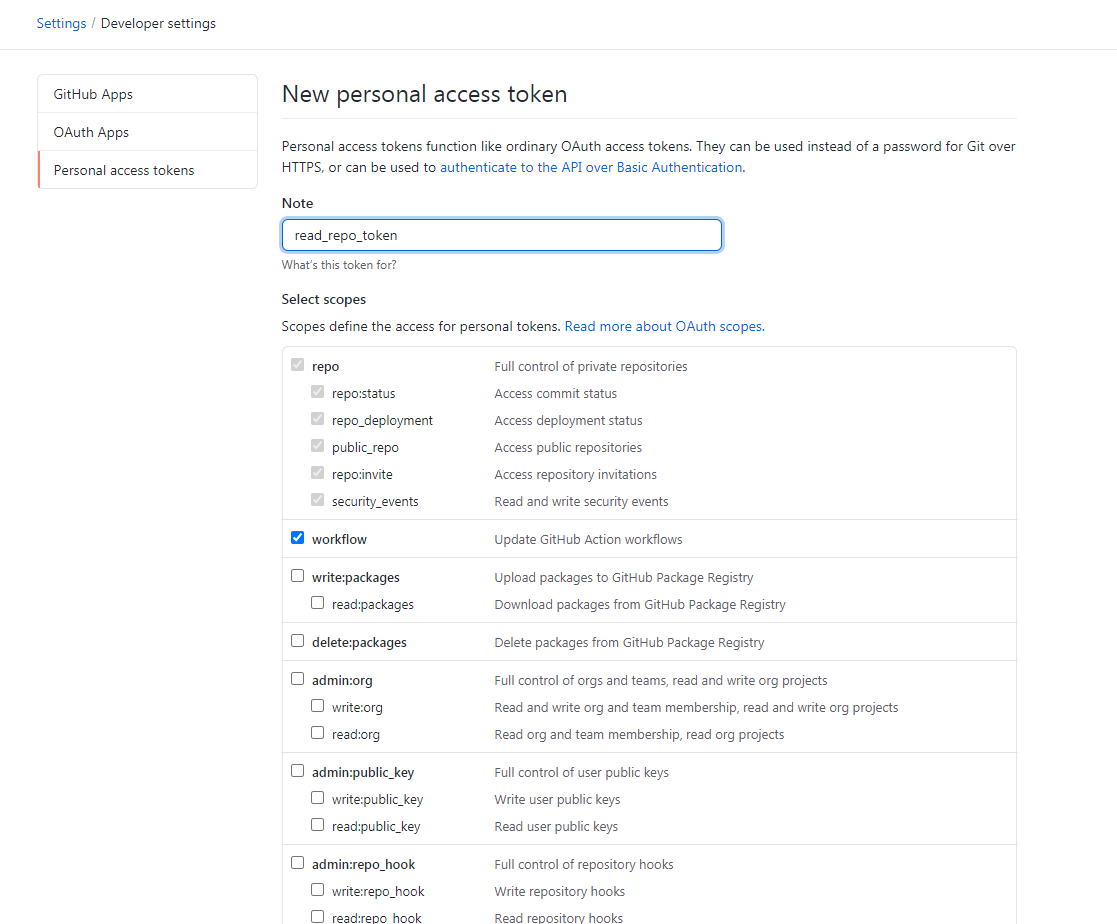 Settings / Developer settings
GitHub Apps
OAuth Apps
Personal access tokens
New personal access token
Personal access tokens function like ordinary OAuth access tokens. They can be used instead of a password for Git over
HTTPS, or can be used to authenticate to the API over Basic Authentication.
Note
read_repo_token
What's this token for?
Select scopes
Scopes define the access for personal tokens. Read more about OAuth scopes.
repo Full control of private repositories
repo:status Access commit status
repo_deployment Access deployment status
public_repo Access public repositories
repo:invite Access repository invitations
security_events Read and write security events
workflow Update GitHub Action workflows
write:packages Upload packages to GitHub Package Registry
read:packages Download packages from GitHub Package Registry
delete:packages Delete packages from GitHub Package Registry
admin:org Full control of orgs and teams, read and write org projects
write:org Read and write org and team membership, read and write org projects
read:org Read org and team membership, read org projects
admin:public_key Full control of user public keys
write:public_key Write user public keys
read:public_key Read user public keys
admin:repo_hook Full control of repository hooks
write:repo_hook Write repository hooks
read:repo_hook Read repository hooks